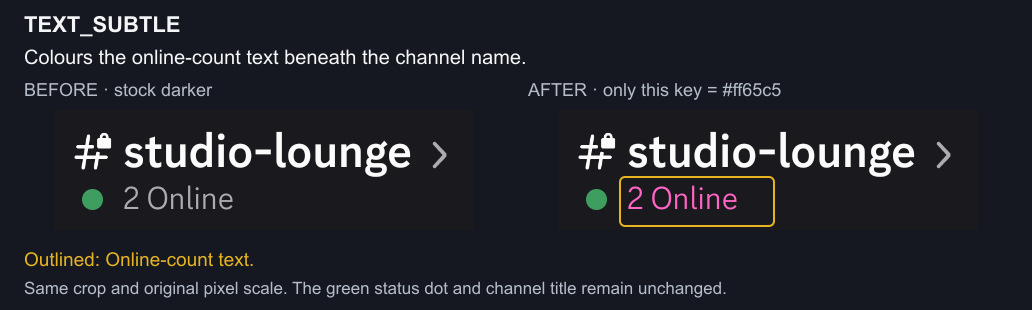 TEXT_SUBTLE
Colours the online-count text beneath the channel name.
BEFORE · stock darker
AFTER · only this key = #ff65c5
# studio-lounge >
2 Online
# studio-lounge >
2 Online
Outlined: Online-count text.
Same crop and original pixel scale. The green status dot and channel title remain unchanged.